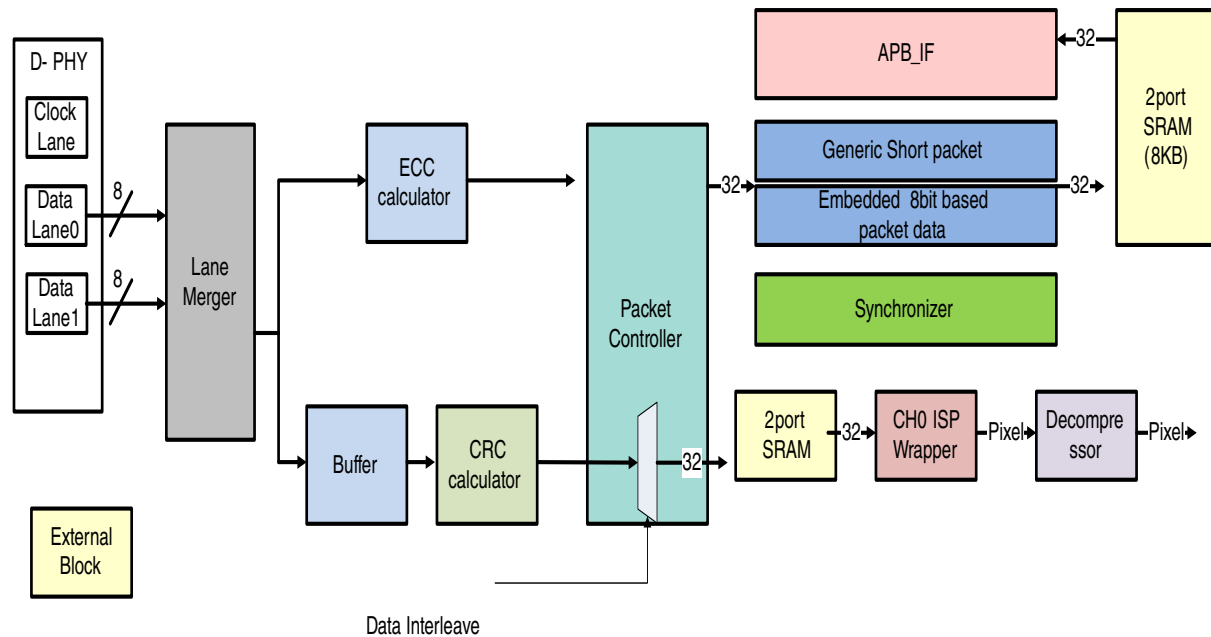 D- PHY
Clock
Lane
Data
Lane0
Data
Lane1
8
8
Lane
Merger
ECC
calculator
Buffer
CRC
calculator
Packet
Controller
32
32
APB_IF
32
Generic Short packet
Embedded 8bit based
packet data
32
2port
SRAM
(8KB)
Synchronizer
2port
SRAM
32
CH0 ISP
Wrapper
Pixel
Decompre
ssor
Pixel
External
Block
Data Interleave